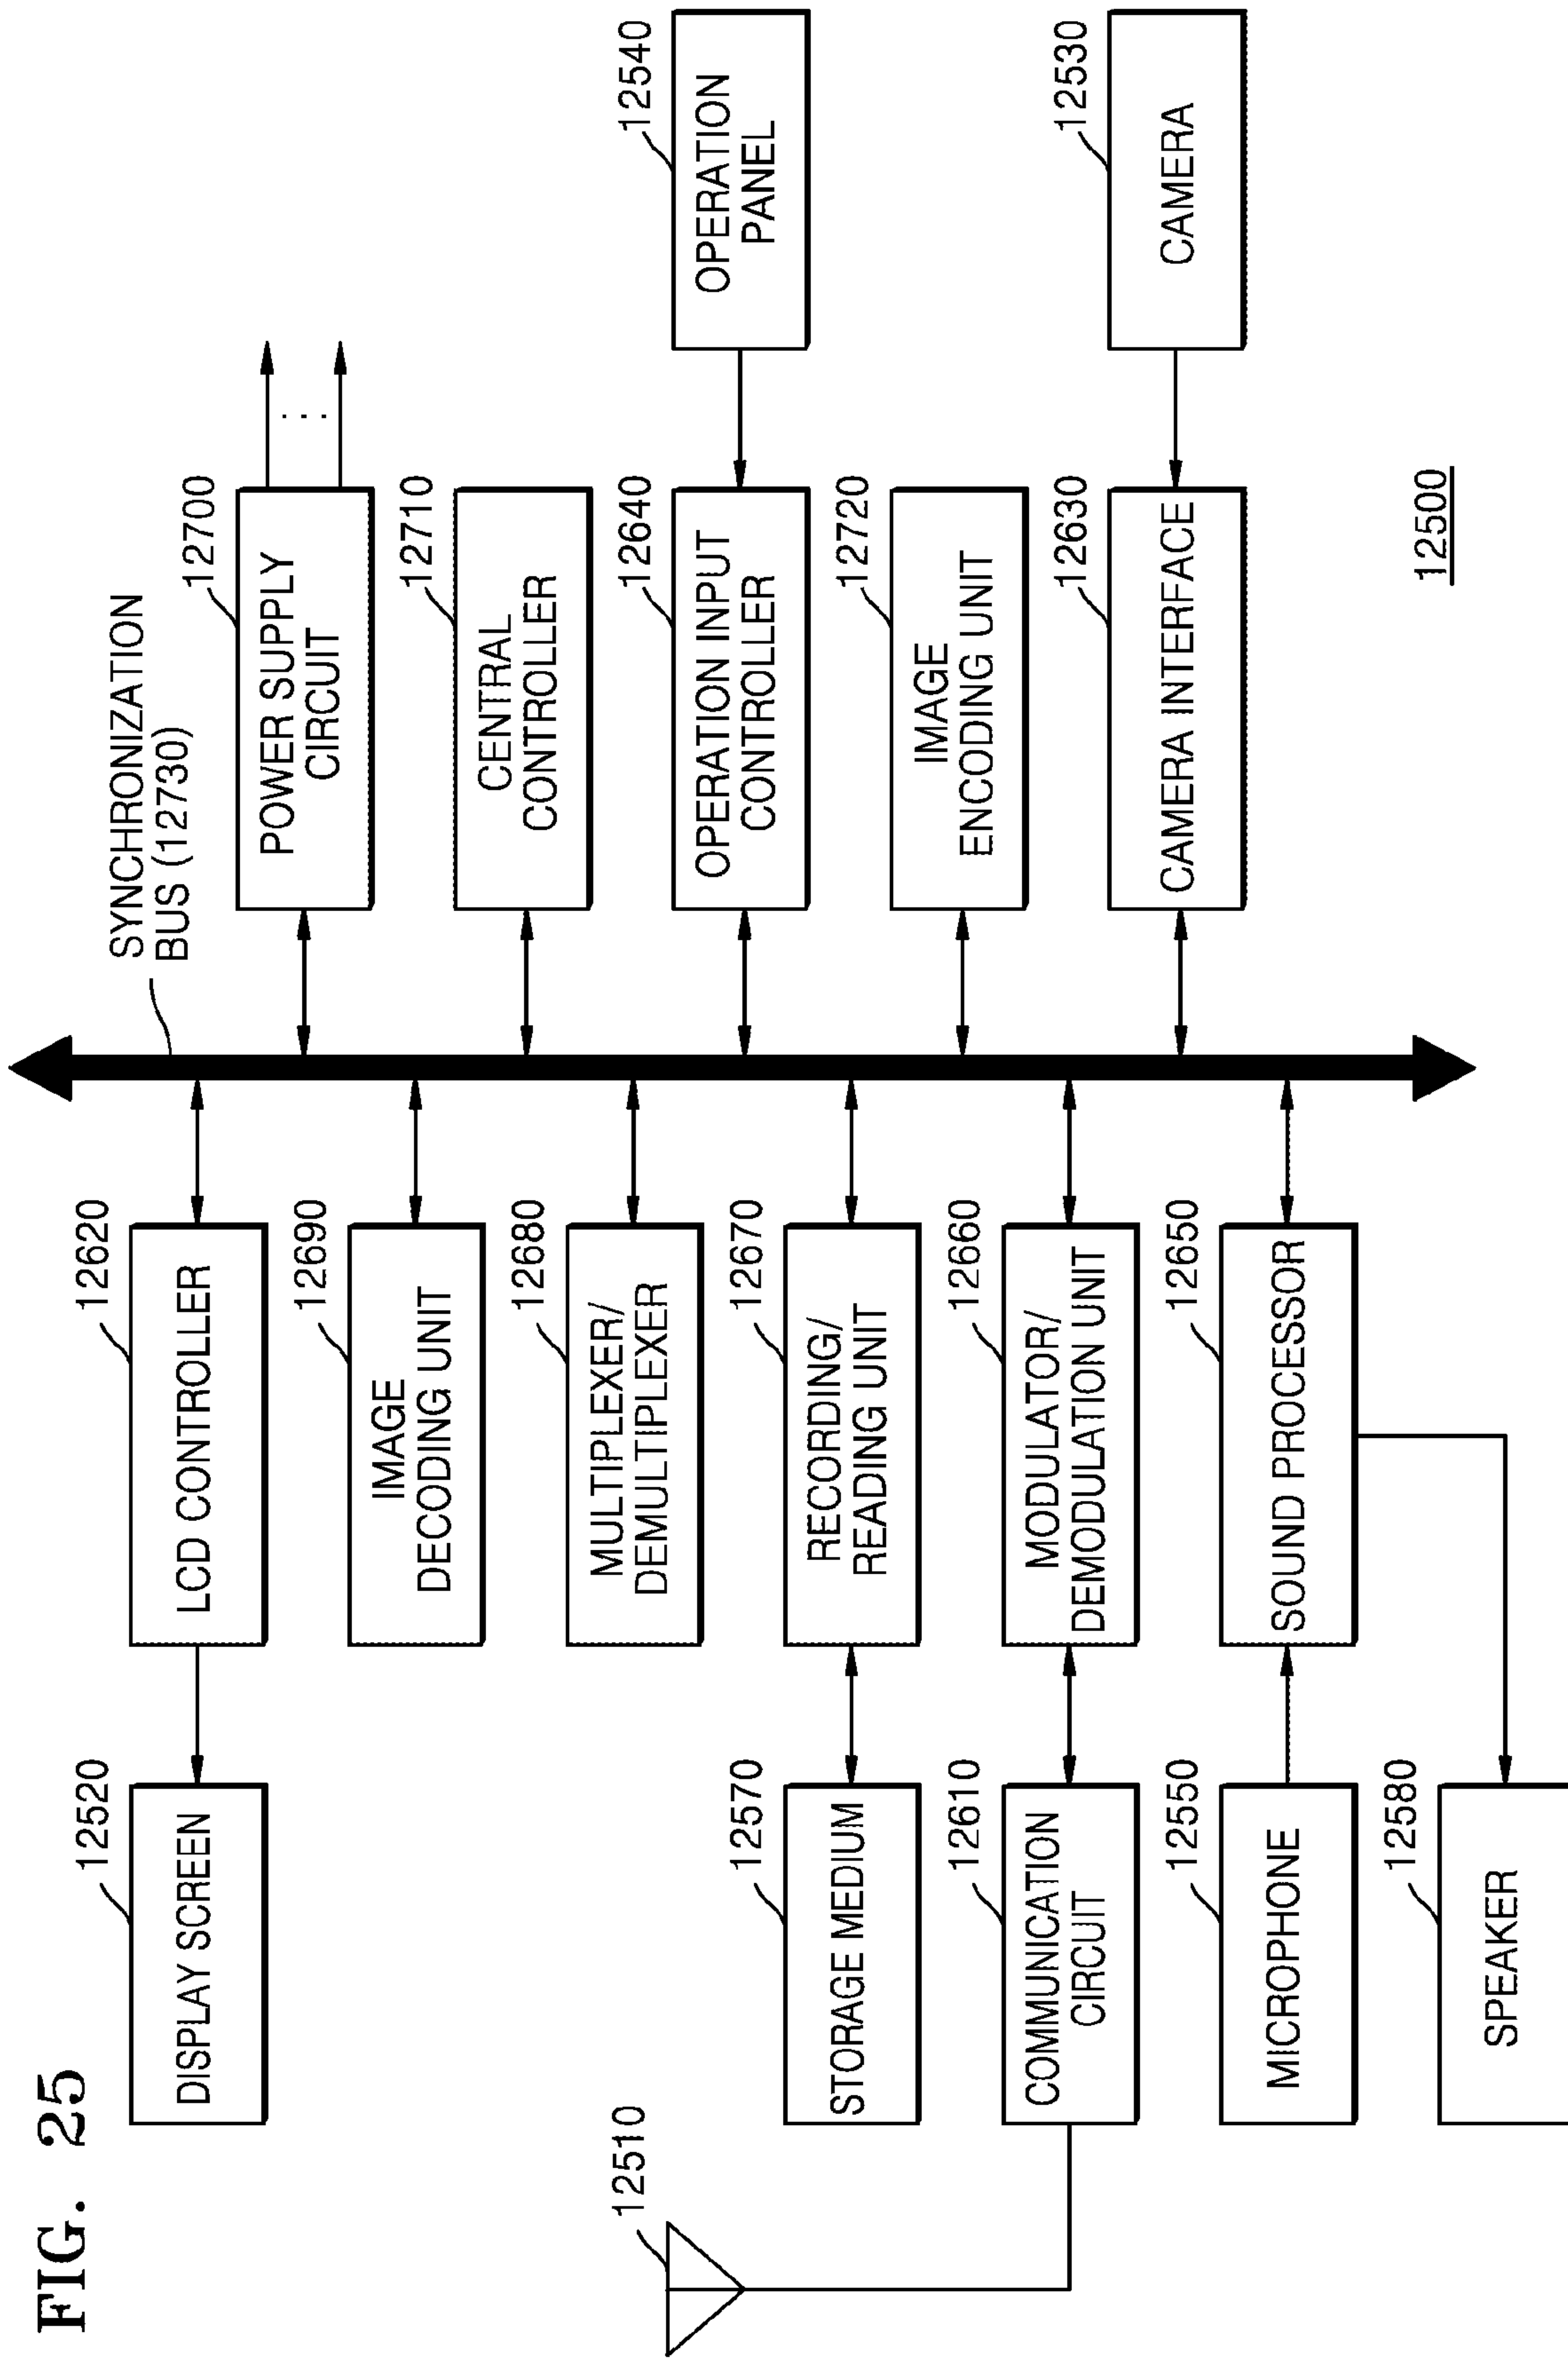 FIG. 25
SYNCHRONIZATION
BUS (12730)
12520
DISPLAY SCREEN
12620
LCD CONTROLLER
12700
POWER SUPPLY
CIRCUIT
12690
IMAGE
DECODING UNIT
12710
CENTRAL
CONTROLLER
12680
MULTIPLEXER/
DEMULTIPLEXER
12640
OPERATION INPUT
CONTROLLER
12540
OPERATION
PANEL
12510
12570
STORAGE MEDIUM
12670
RECORDING/
READING UNIT
12720
IMAGE
ENCODING UNIT
12610
COMMUNICATION
CIRCUIT
12660
MODULATOR/
DEMODULATION UNIT
12630
CAMERA INTERFACE
12530
CAMERA
12550
MICROPHONE
12650
SOUND PROCESSOR
12580
SPEAKER
12500